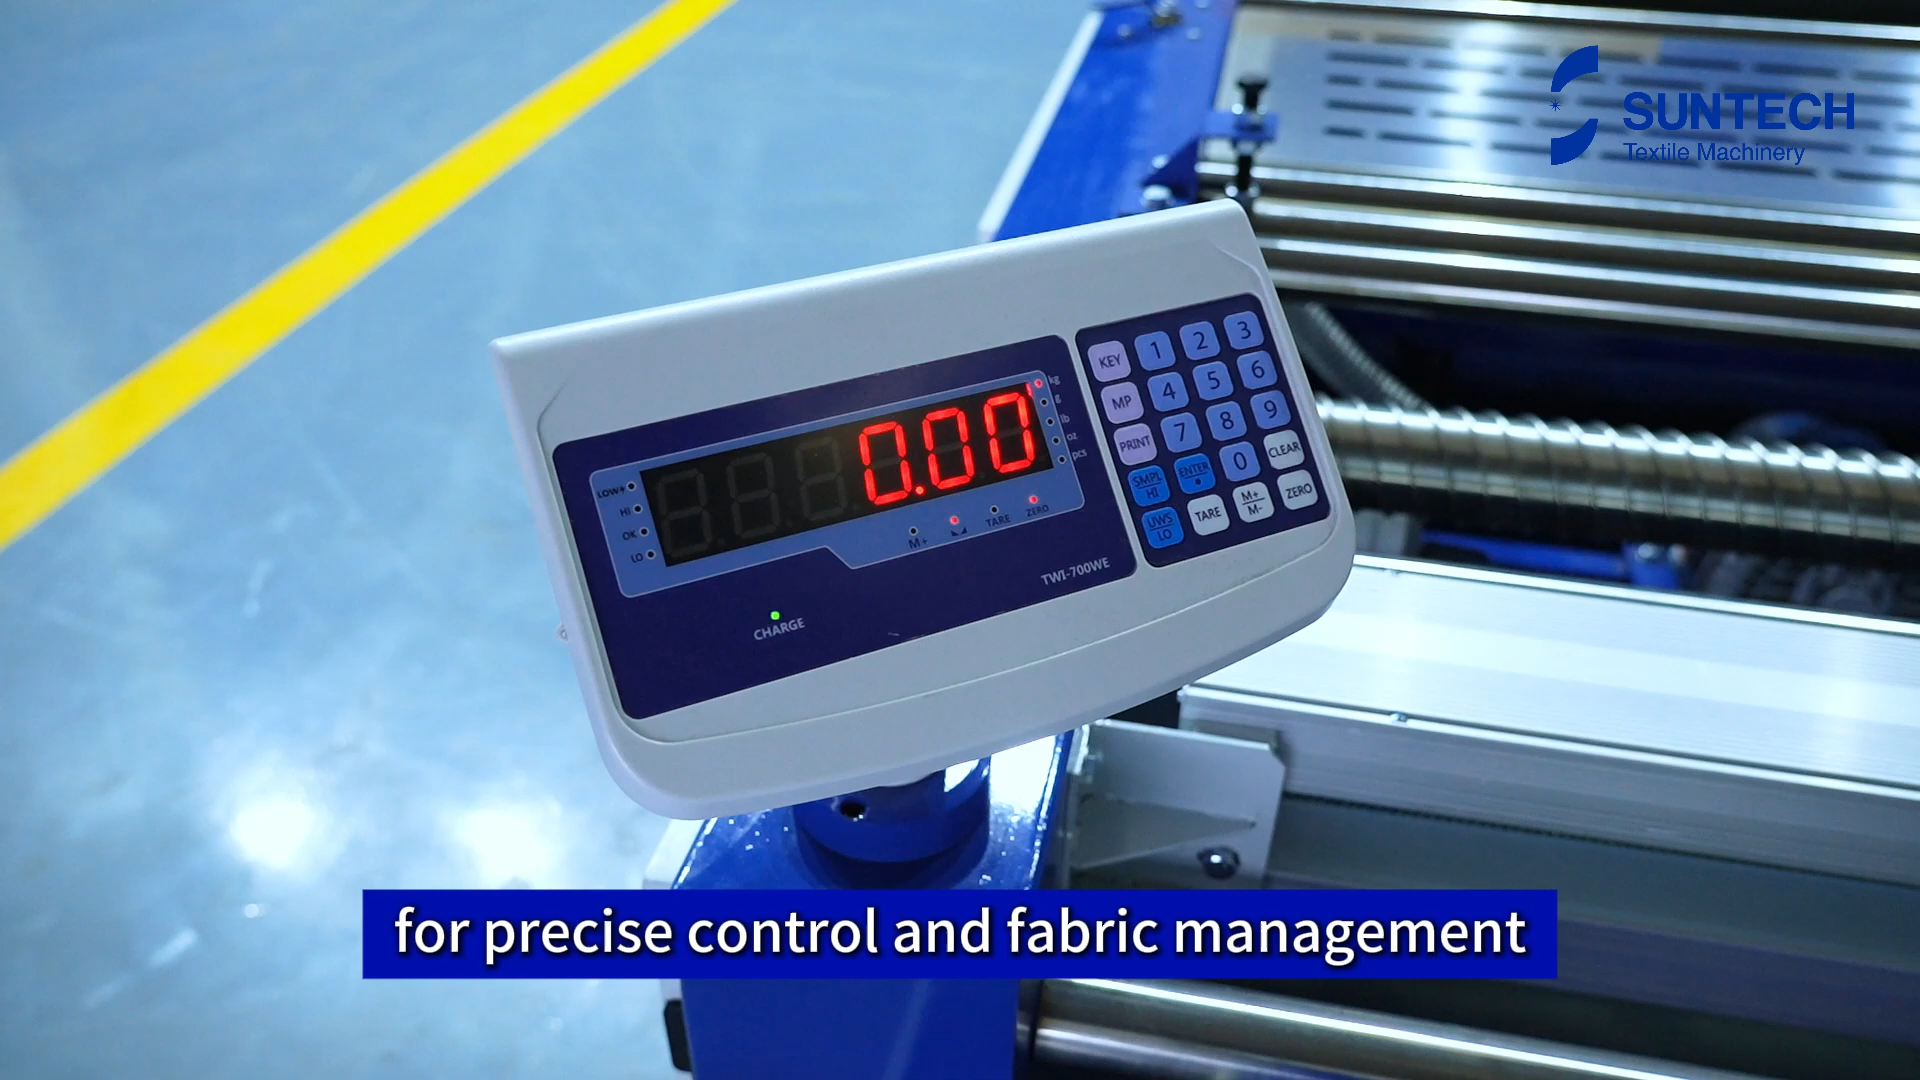 SUNTECH
Textile Machinery
0.00
kg
g
lb
oz
pcs
LOW+
HI
OK
LO
M+
TARE
ZERO
TWI-700WE
CHARGE
KEY 1 2 3
MP 4 5 6
PRINT 7 8 9
SMPL HI ENTER 0 CLEAR
UWS LO TARE M+ M- ZERO
for precise control and fabric management